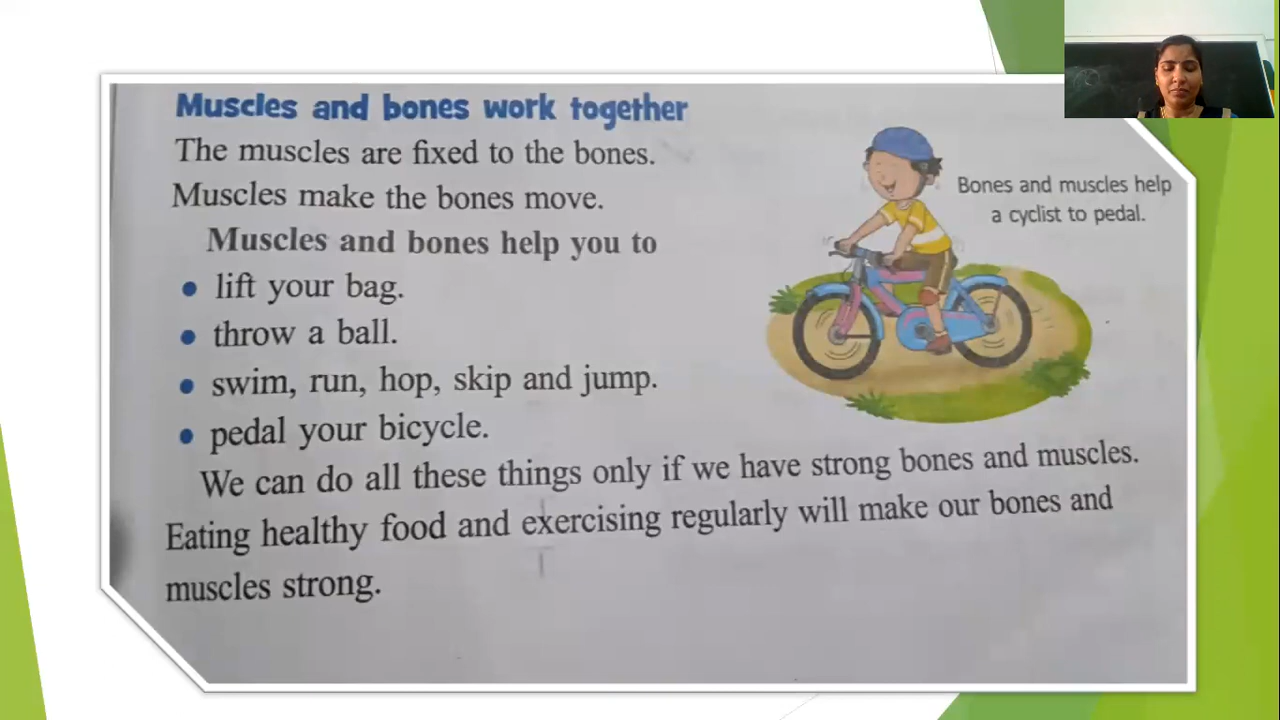 Muscles and bones work together
The muscles are fixed to the bones.
Muscles make the bones move.
Muscles and bones help you to
• lift your bag.
• throw a ball.
• swim, run, hop, skip and jump.
• pedal your bicycle.
We can do all these things only if we have strong bones and muscles.
Eating healthy food and exercising regularly will make our bones and
muscles strong.
Bones and muscles help
a cyclist to pedal.